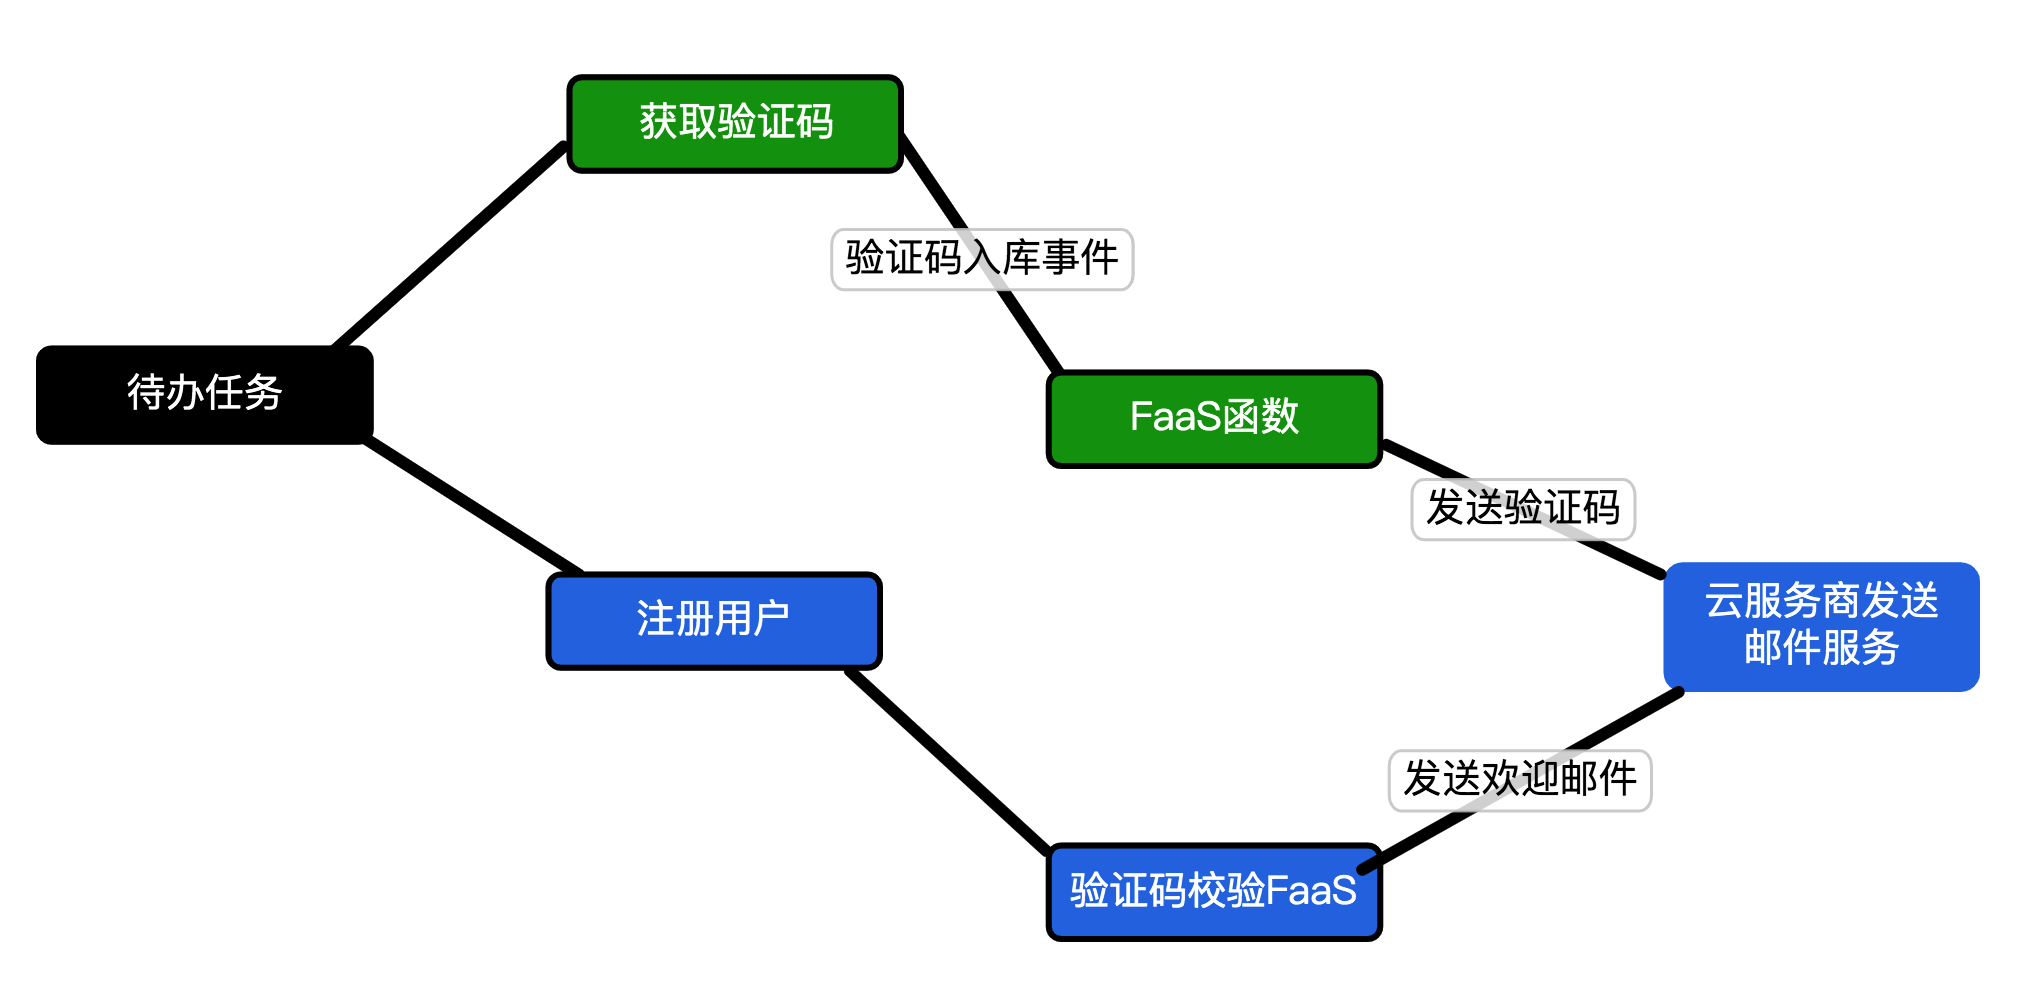 获取验证码
验证码入库事件
待办任务
FaaS函数
发送验证码
云服务商发送
邮件服务
注册用户
发送欢迎邮件
验证码校验FaaS